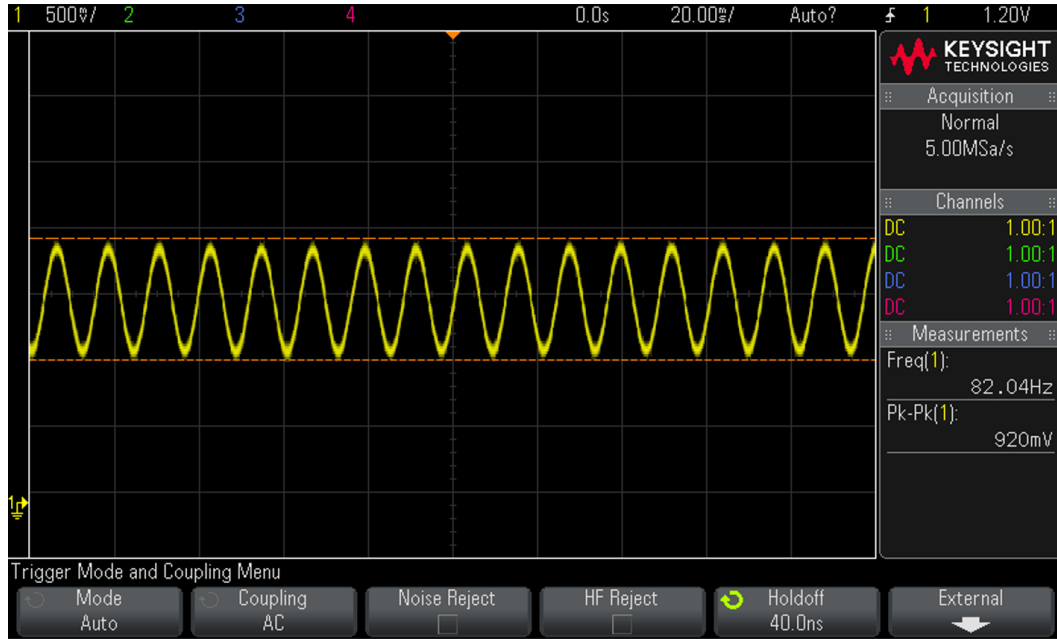 1 500mV/ 2 3 4 0.0s 20.00ms/ Auto? 1 1.20V
KEYSIGHT
TECHNOLOGIES
Acquisition
Normal
5.00MSa/s
Channels
DC 1.00:1
DC 1.00:1
DC 1.00:1
DC 1.00:1
Measurements
Freq(1):
82.04Hz
Pk-Pk(1):
920mV
1
Trigger Mode and Coupling Menu
Mode
Auto
Coupling
AC
Noise Reject
HF Reject
Holdoff
40.0ns
External